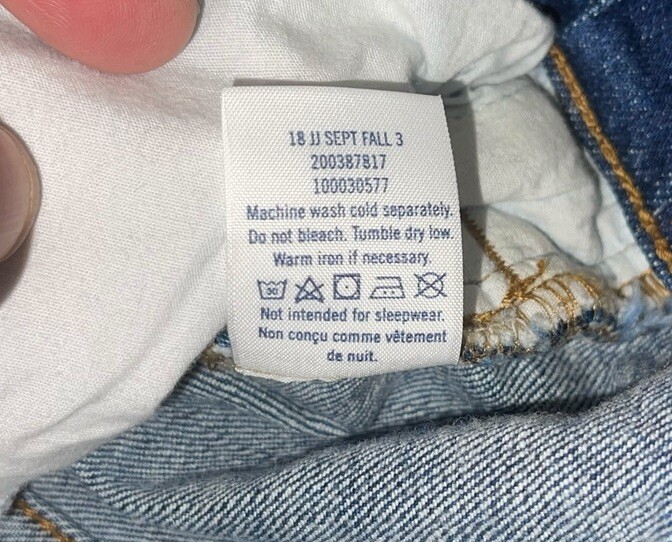 18 JJ SEPT FALL 3
200387817
100030577
Machine wash cold separately.
Do not bleach. Tumble dry low.
Warm iron if necessary.
30
Not intended for sleepwear.
Non conçu comme vêtement
de nuit.